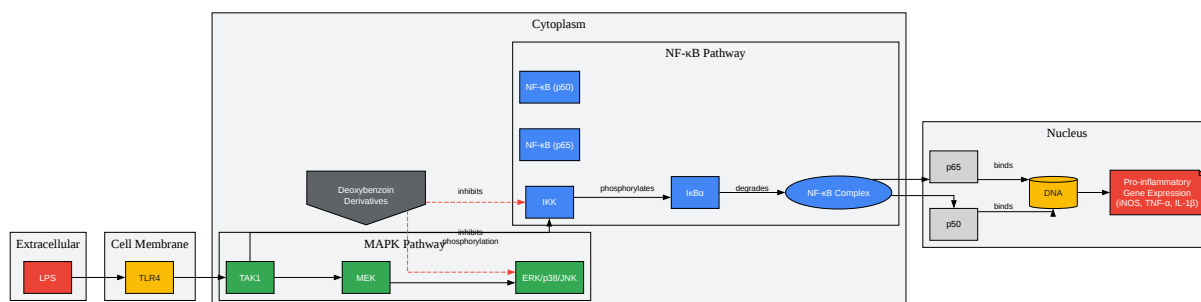 Cytoplasm
NF-κB Pathway
NF-κB (p50)
NF-κB (p65)
Nucleus
p65
binds
Deoxybenzoin
Derivatives
inhibits
IKK
phosphorylates
IκBα
degrades
NF-κB Complex
DNA
Pro-inflammatory
Gene Expression
(iNOS, TNF-α, IL-1β)
p50
binds
inhibits
phosphorylation
Extracellular
Cell Membrane
MAPK Pathway
LPS
TLR4
TAK1
MEK
ERK/p38/JNK